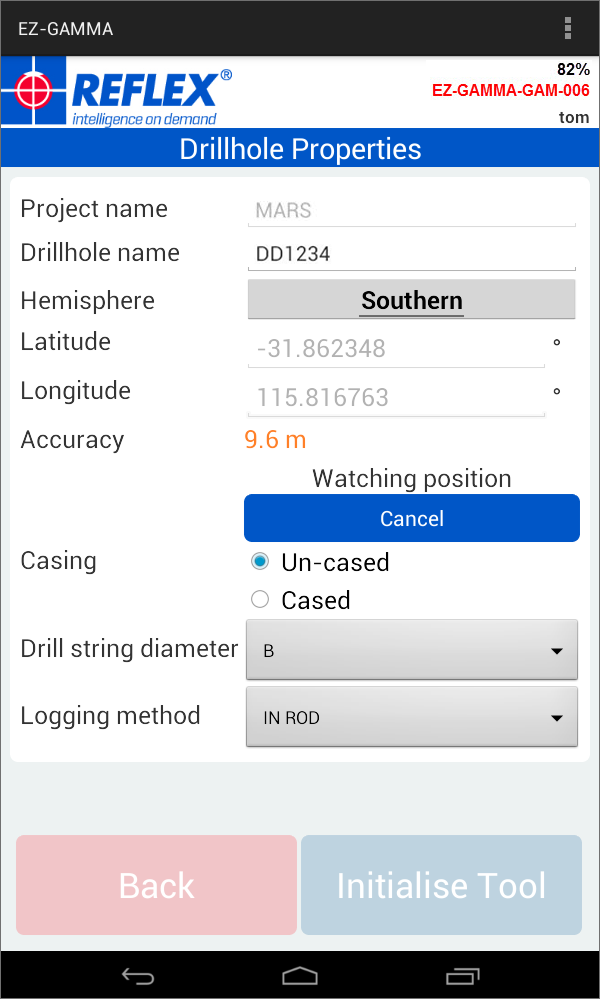 EZ-GAMMA
82%
REFLEX®
EZ-GAMMA-GAM-006
intelligence on demand
tom
Drillhole Properties
Project name MARS
Drillhole name DD1234
Hemisphere Southern
Latitude -31.862348 °
Longitude 115.816763 °
Accuracy 9.6 m
Watching position
Cancel
Casing Un-cased
Cased
Drill string diameter B
Logging method IN ROD
Back Initialise Tool